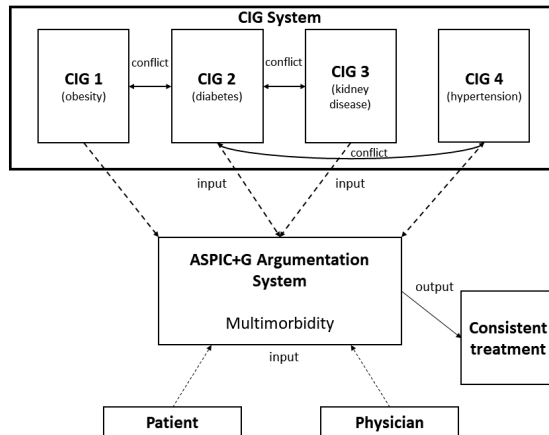 CIG System
CIG 1
(obesity)
conflict
CIG 2
(diabetes)
conflict
CIG 3
(kidney
disease)
CIG 4
(hypertension)
conflict
input
input
ASPIC+G Argumentation
System
Multimorbidity
output
Consistent
treatment
input
Patient
Physician